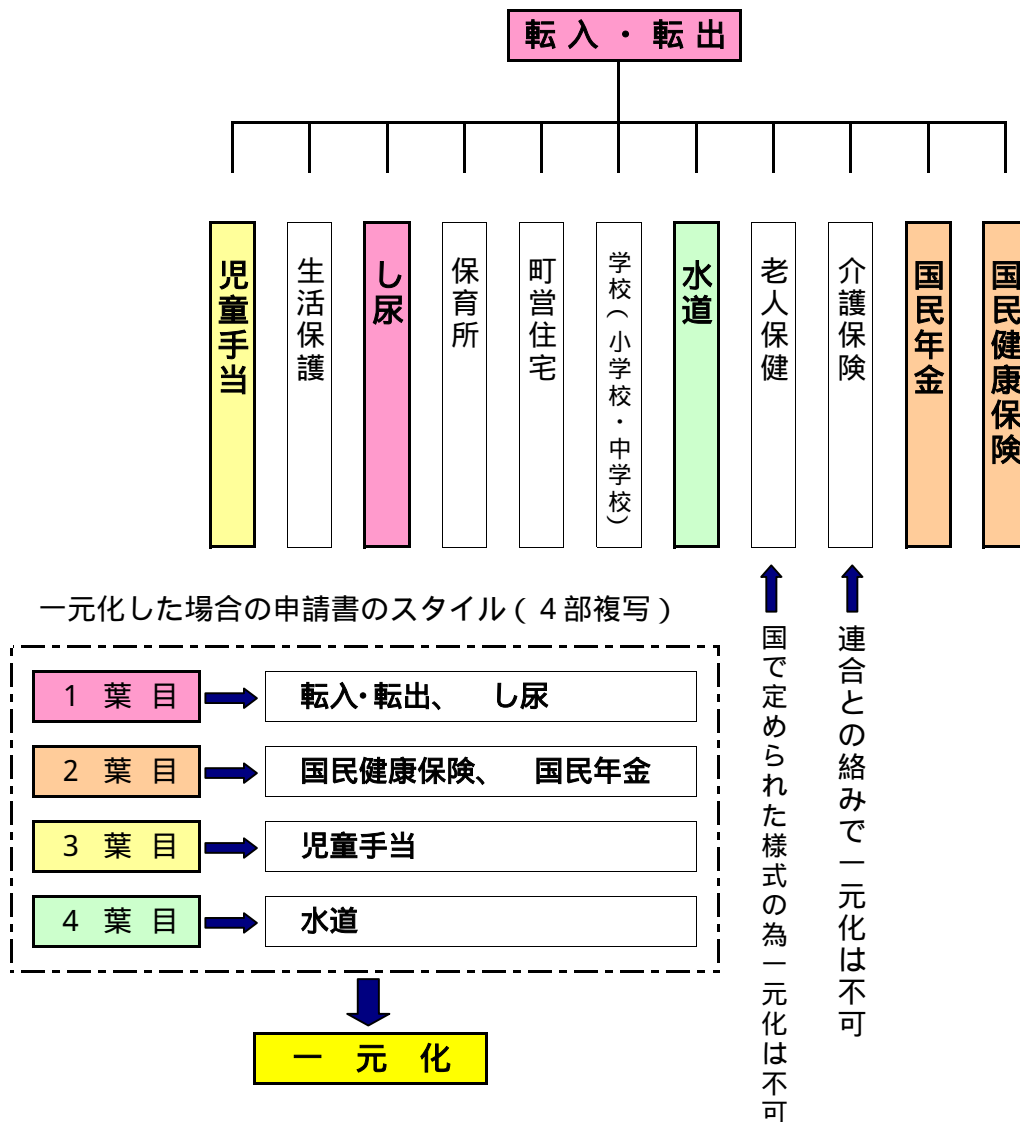 転入・転出
児童手当
生活保護
し尿
保育所
町営住宅
学校(小学校・中学校)
水道
老人保健
介護保険
国民年金
国民健康保険
国で定められた様式の為一元化は不可
連合との絡みで一元化は不可
一元化した場合の申請書のスタイル(4部複写)
1葉目
転入・転出、 し尿
2葉目
国民健康保険、 国民年金
3葉目
児童手当
4葉目
水道
一元化